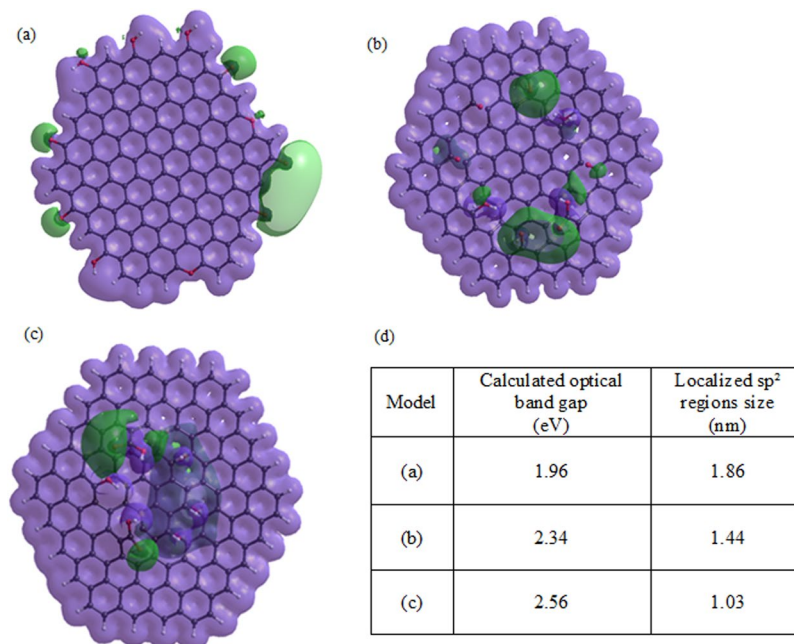 (a)
(b)
(c)
(d)
Model
Calculated optical
band gap
(eV)
Localized sp²
regions size
(nm)
(a)
1.96
1.86
(b)
2.34
1.44
(c)
2.56
1.03